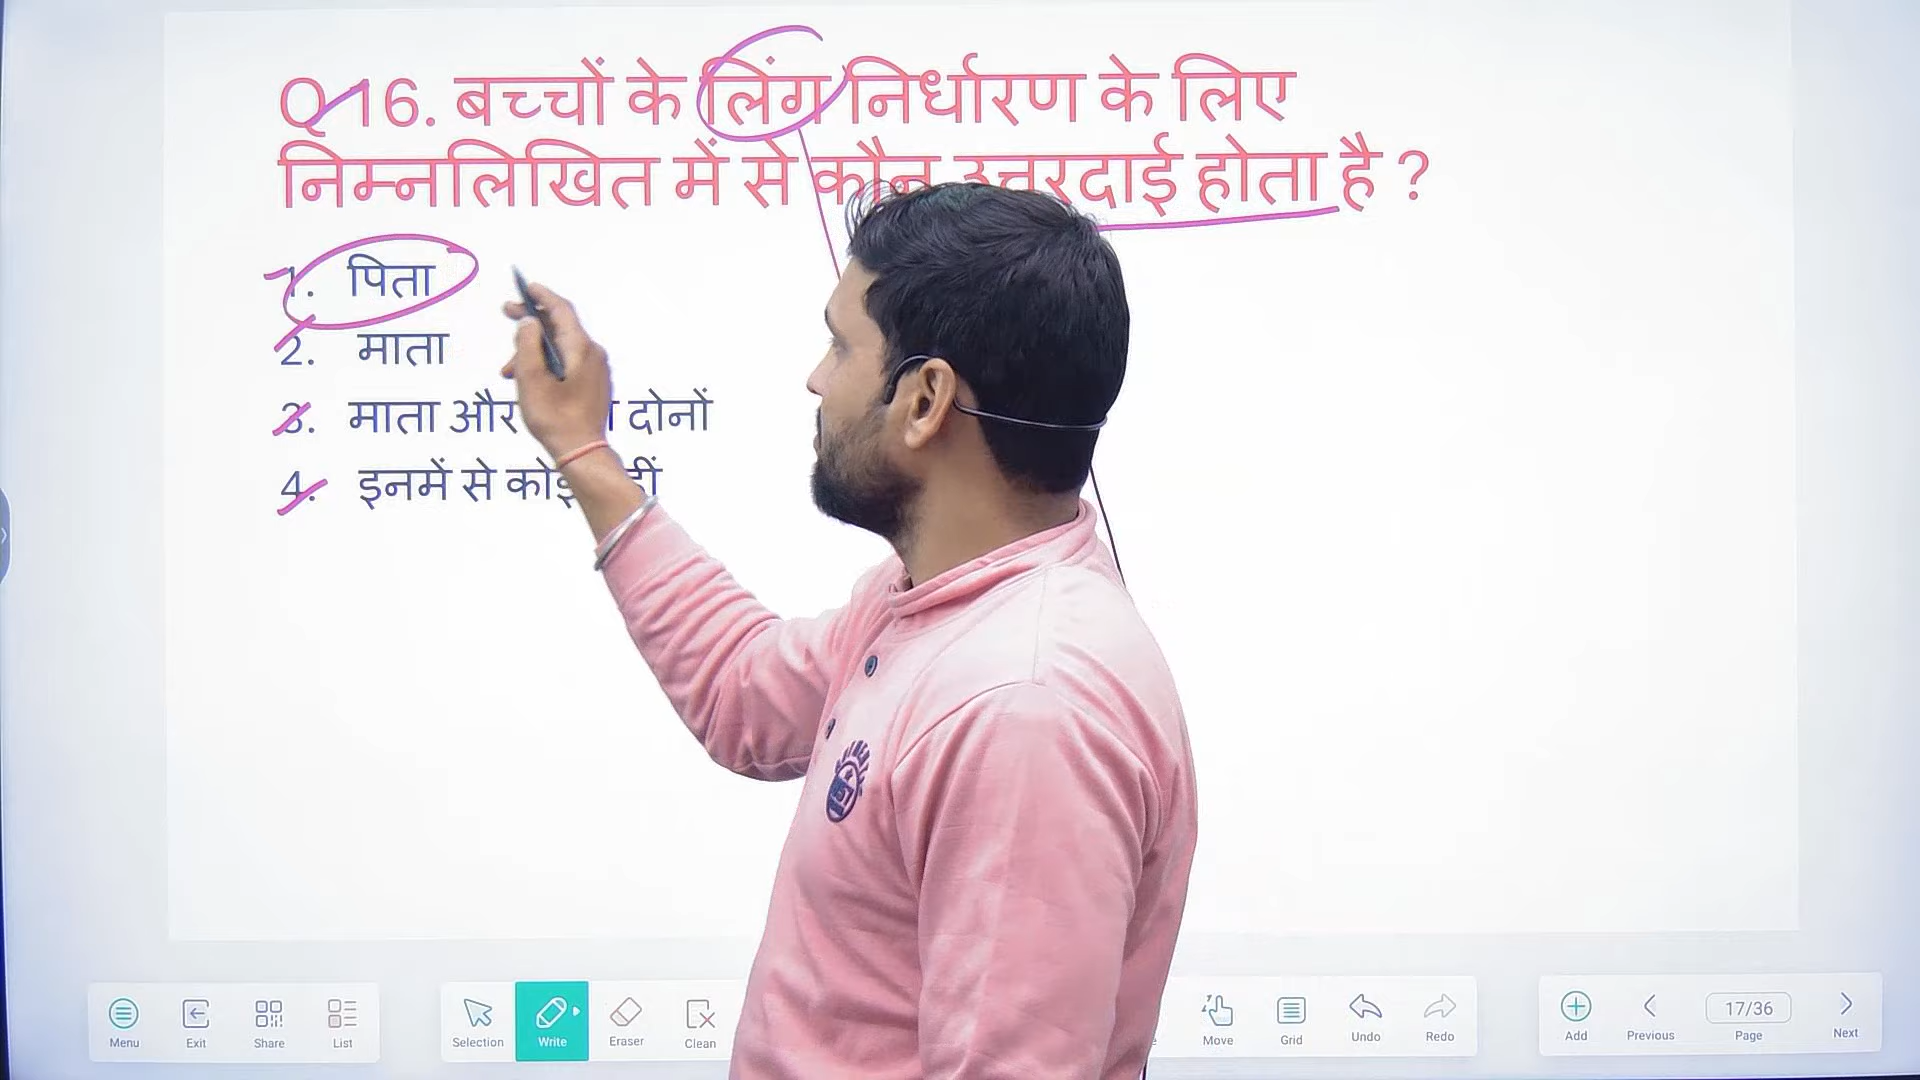 Q 16. बच्चों के लिंग निर्धारण के लिए
निम्नलिखित में से कौन उत्तरदाई होता है ?
1. पिता
2. माता
3. माता और दोनों
4. इनमें से
Menu
Exit
Share
List
Selection
Write
Eraser
Clean
Move
Grid
Undo
Redo
Add
Previous
17/36
Page
Next